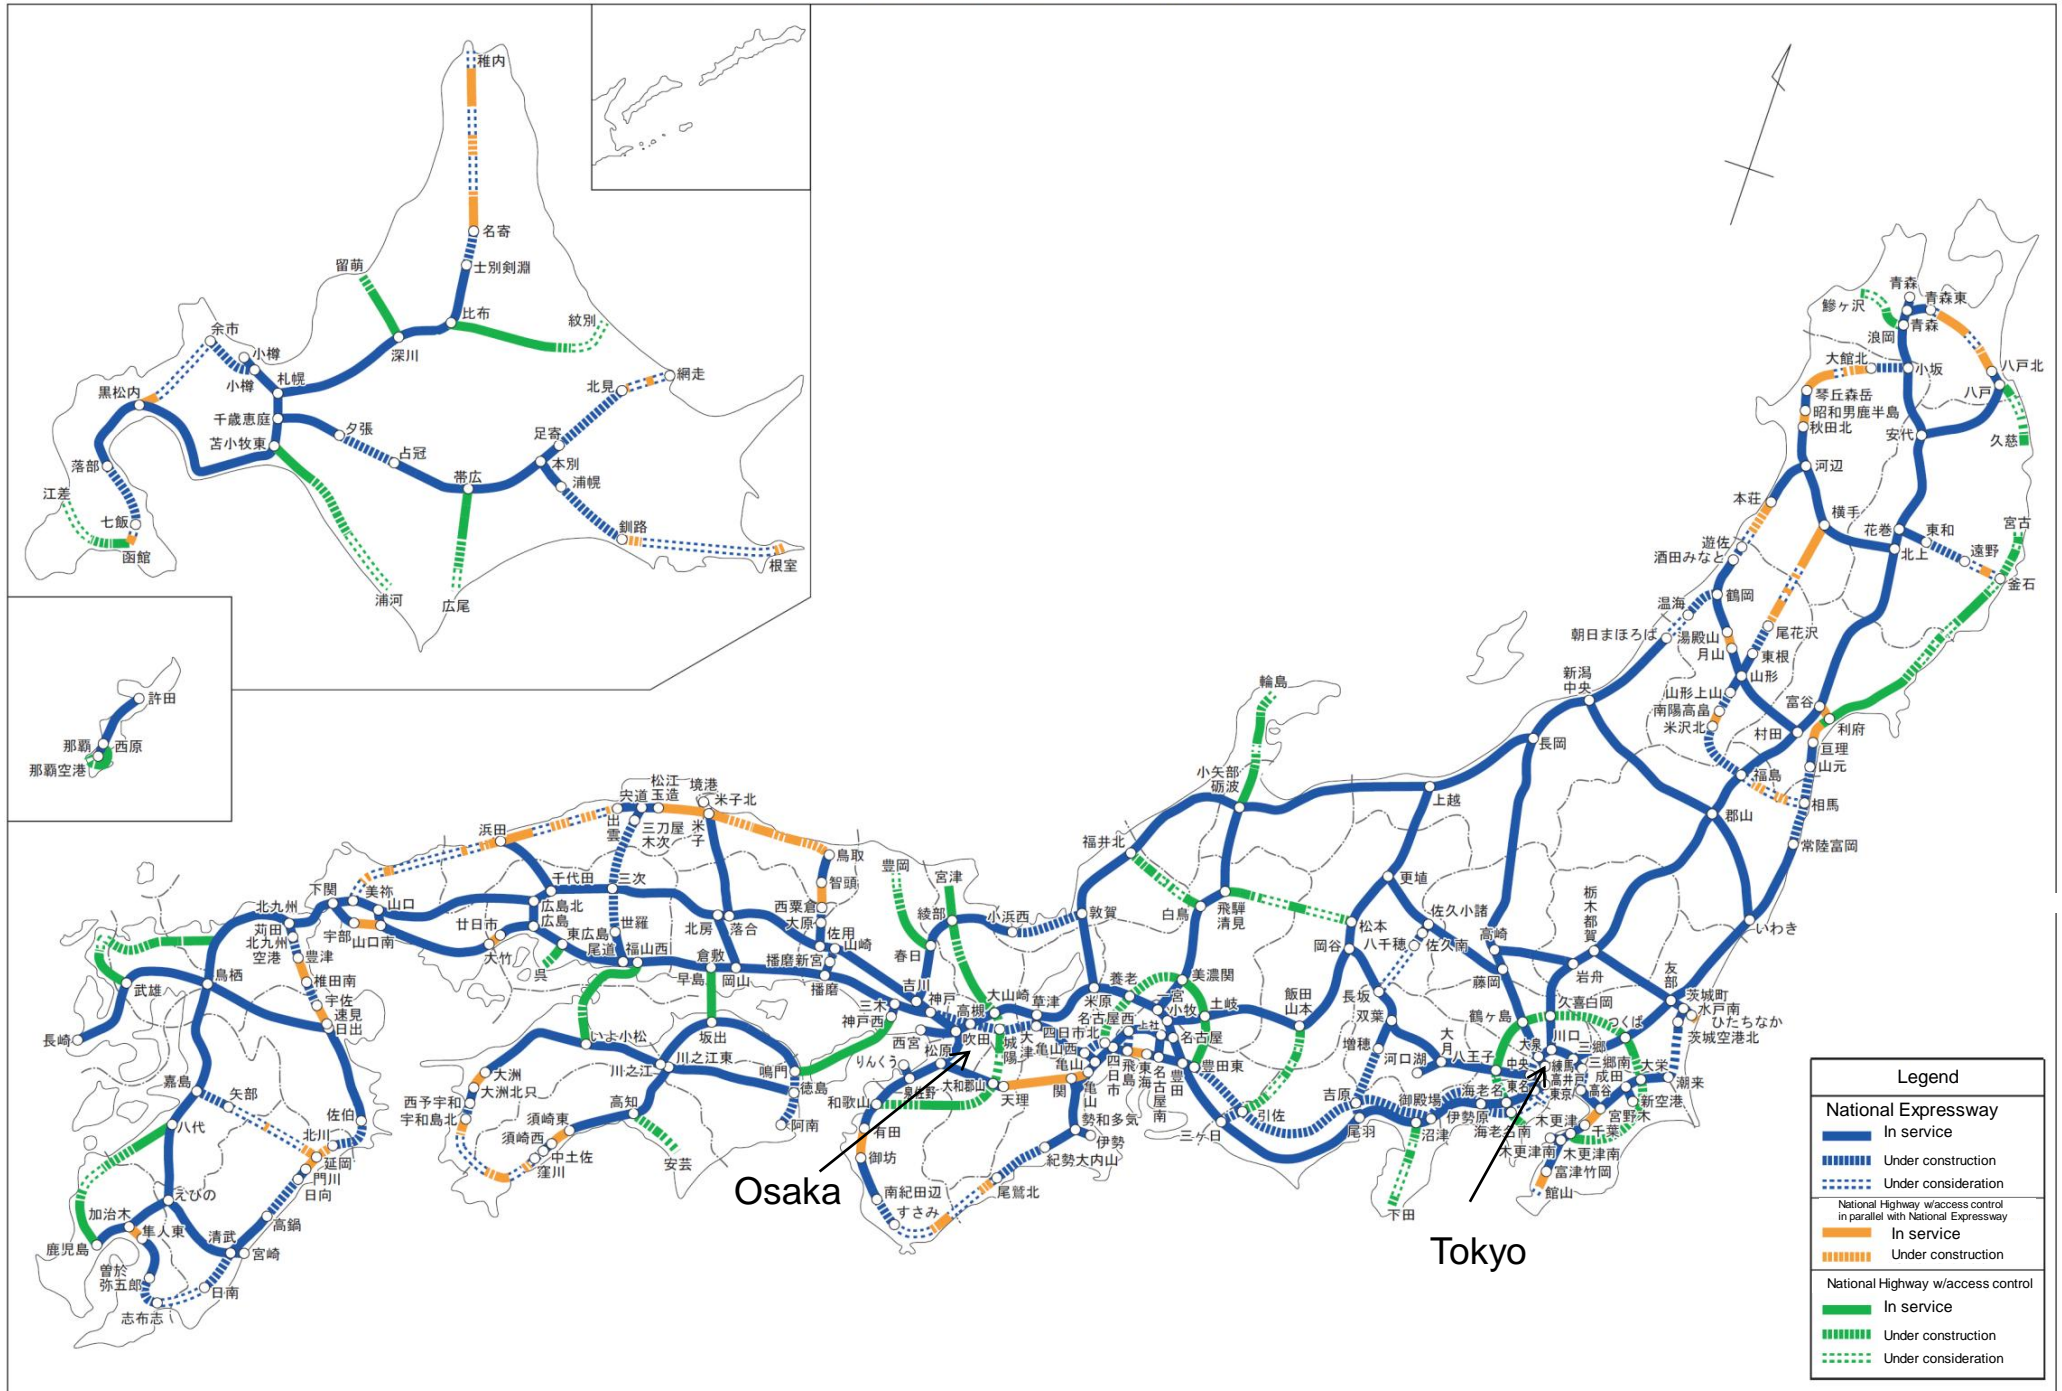 稚内
名寄
士別剣淵
留萌
比布
紋別
深川
余市
小樽
小樽
札幌
黒松内
千歳恵庭
苫小牧東
夕張
占冠
北見
網走
足寄
本別
帯広
浦幌
落部
江差
七飯
函館
釧路
根室
浦河
広尾
許田
那覇
西原
那覇空港
青森
青森東
鰺ヶ沢
青森
浪岡
大館北
小坂
八戸北
八戸
琴丘森岳
昭和男鹿半島
秋田北
安代
久慈
河辺
本荘
横手
花巻
東和
宮古
遊佐
酒田みなと
北上
遠野
釜石
温海
鶴岡
朝日まほろば
湯殿山
月山
尾花沢
東根
山形
新潟
中央
山形上山
南陽高畠
米沢北
富谷
利府
村田
亘理
山元
長岡
福島
相馬
輪島
小矢部
砺波
上越
郡山
常陸富岡
松江
玉造
境港
宍道
米子北
出雲
三刀屋
木次
米子
浜田
鳥取
豊岡
宮津
智頭
福井北
更埴
栃木都賀
下関
美祢
山口
千代田
三次
西粟倉
大原
広島北
広島
廿日市
世羅
北房
落合
綾部
小浜西
敦賀
白鳥
飛騨
清見
松本
佐久小諸
八千穂
佐久南
高崎
いわき
北九州
苅田
北九州
空港
宇部
山口南
大竹
東広島
尾道
福山西
呉
倉敷
早島
岡山
佐用
山崎
播磨新宮
播磨
春日
岡谷
藤岡
岩舟
友部
豊津
椎田南
宇佐
速見
日出
鳥栖
武雄
長崎
吉川
三木
神戸西
神戸
高槻
大山崎
草津
米原
養老
美濃関
一宮
小牧
土岐
飯田
山本
長坂
双葉
増穂
鶴ヶ島
久喜白岡
つくば
茨城町
水戸南
ひたちなか
茨城空港北
名古屋西
上社
名古屋
西宮
松原
吹田
城陽
大津
四日市北
亀山西
亀山
いよ小松
坂出
川之江東
川之江
鳴門
りんくう
泉佐野
大和郡山
天理
関
亀山
四日市
飛島
東海
名古屋南
豊田
豊田東
河口湖
大月
八王子
中央
大泉
川口
三郷
練馬
高井戸
三郷南
成田
大栄
潮来
嘉島
矢部
大洲
大洲北只
徳島
西予宇和
宇和島北
須崎東
高知
和歌山
有田
阿南
佐伯
北川
八代
須崎西
中土佐
窪川
安芸
御坊
勢和多気
伊勢
紀勢大内山
三ヶ日
引佐
吉原
尾羽
御殿場
沼津
伊勢原
海老名
海老名南
東名
東京
高谷
新空港
宮野木
千葉
木更津
木更津南
木更津南
富津竹岡
館山
延岡
門川
日向
えびの
加治木
隼人東
清武
高鍋
鹿児島
宮崎
曽於
弥五郎
志布志
日南
南紀田辺
すさみ
尾鷲北
下田
Osaka
Tokyo
Legend
National Expressway
In service
Under construction
Under consideration
National Highway w/access control
in parallel with National Expressway
In service
Under construction
National Highway w/access control
In service
Under construction
Under consideration